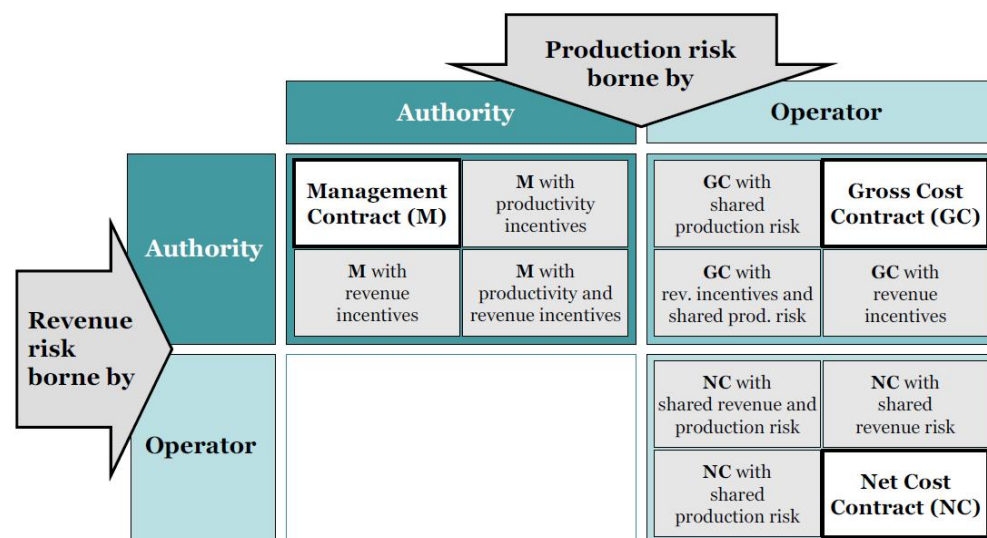 Production risk
borne by
Authority
Operator
Revenue
risk
borne by
Authority
Management
Contract (M)
M with
productivity
incentives
GC with
shared
production risk
Gross Cost
Contract (GC)
M with
revenue
incentives
M with
productivity and
revenue incentives
GC with
rev. incentives and
shared prod. risk
GC with
revenue
incentives
Operator
NC with
shared revenue and
production risk
NC with
shared
revenue risk
NC with
shared
production risk
Net Cost
Contract (NC)